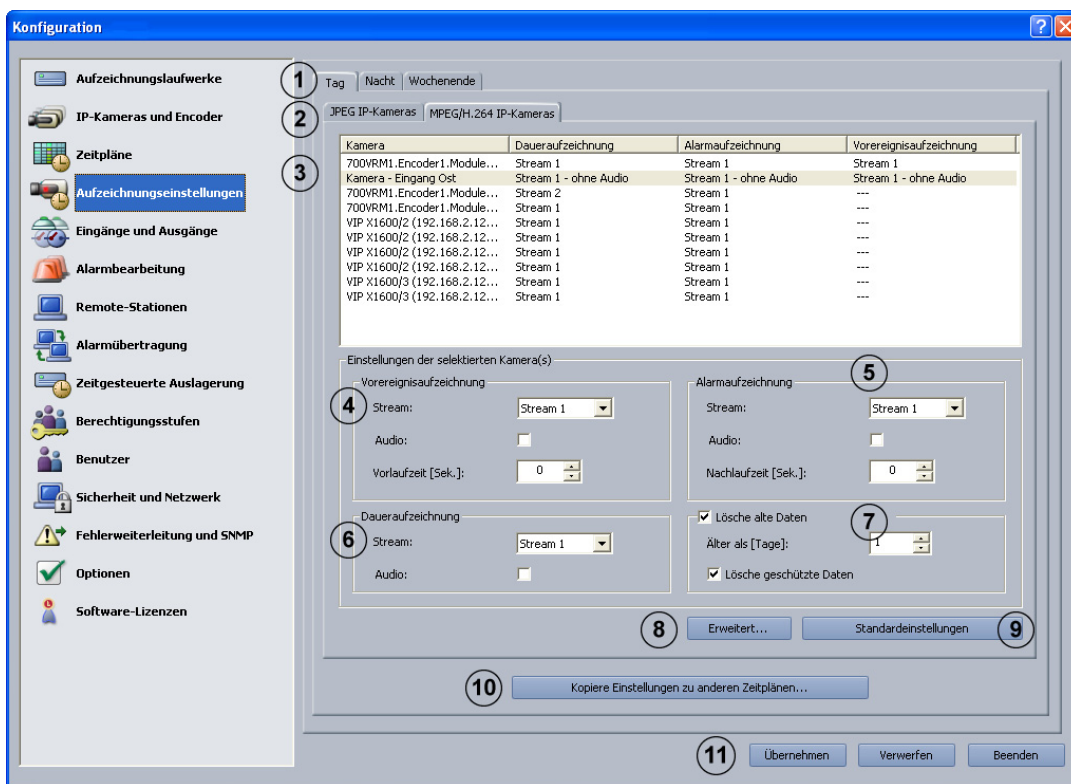 Konfiguration
Aufzeichnungslaufwerke
IP-Kameras und Encoder
Zeitpläne
Aufzeichnungseinstellungen
Eingänge und Ausgänge
Alarmbearbeitung
Remote-Stationen
Alarmübertragung
Zeitgesteuerte Auslagerung
Berechtigungsstufen
Benutzer
Sicherheit und Netzwerk
Fehlerweiterleitung und SNMP
Optionen
Software-Lizenzen
1 Tag Nacht Wochenende
2 JPEG IP-Kameras MPEG/H.264 IP-Kameras
3
Kamera Daueraufzeichnung Alarmaufzeichnung Vorereignisaufzeichnung
700VRM1.Encoder1.Module... Stream 1 Stream 1 Stream 1
Kamera - Eingang Ost Stream 1 - ohne Audio Stream 1 - ohne Audio Stream 1 - ohne Audio
700VRM1.Encoder1.Module... Stream 2 Stream 1 ---
700VRM1.Encoder1.Module... Stream 1 Stream 1 ---
VIP X1600/2 (192.168.2.12... Stream 1 Stream 1 ---
VIP X1600/2 (192.168.2.12... Stream 1 Stream 1 ---
VIP X1600/2 (192.168.2.12... Stream 1 Stream 1 ---
VIP X1600/2 (192.168.2.12... Stream 1 Stream 1 ---
VIP X1600/3 (192.168.2.12... Stream 1 Stream 1 ---
VIP X1600/3 (192.168.2.12... Stream 1 Stream 1 ---
Einstellungen der selektierten Kamera(s)
Vorereignisaufzeichnung
4 Stream: Stream 1
Audio:
Vorlaufzeit [Sek.]: 0
Alarmaufzeichnung 5
Stream: Stream 1
Audio:
Nachlaufzeit [Sek.]: 0
Daueraufzeichnung
6 Stream: Stream 1
Audio:
Lösche alte Daten 7
Älter als [Tage]: 1
Lösche geschützte Daten
8 Erweitert... Standardeinstellungen 9
10 Kopiere Einstellungen zu anderen Zeitplänen...
11 Übernehmen Verwerfen Beenden